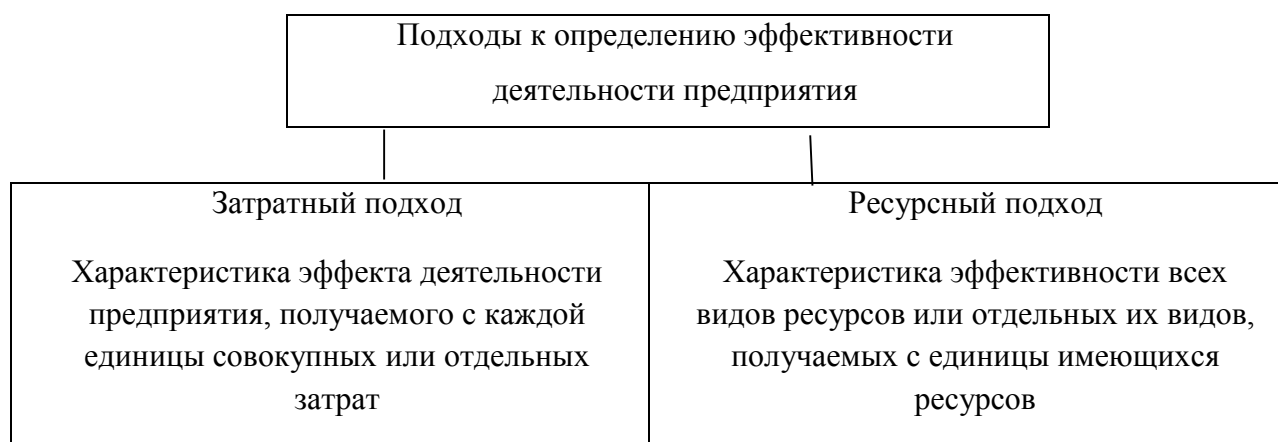 Подходы к определению эффективности
деятельности предприятия
Затратный подход
Характеристика эффекта деятельности
предприятия, получаемого с каждой
единицы совокупных или отдельных
затрат
Ресурсный подход
Характеристика эффективности всех
видов ресурсов или отдельных их видов,
получаемых с единицы имеющихся
ресурсов